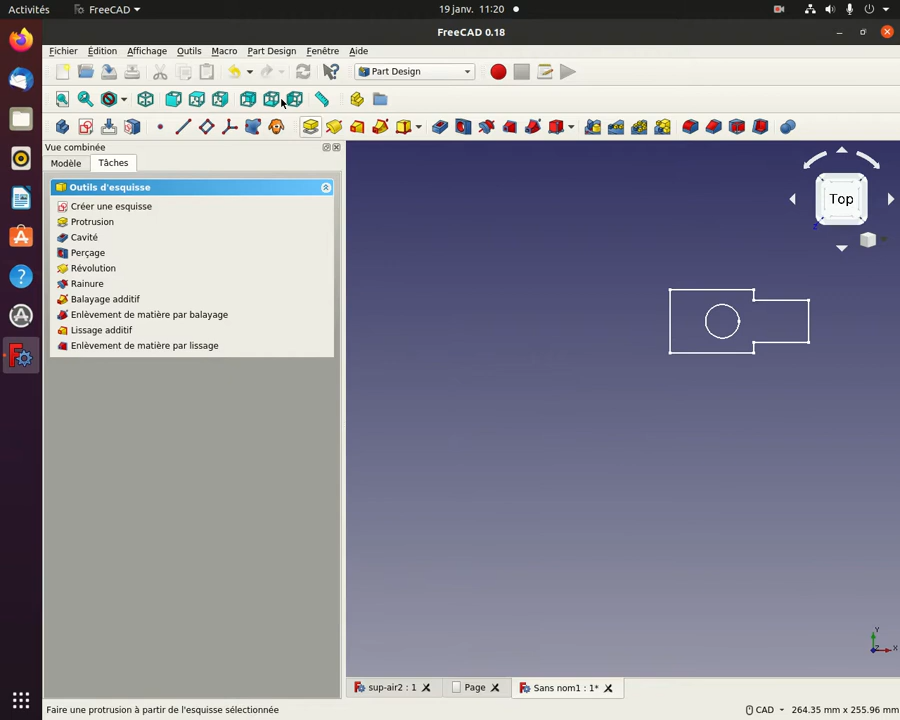 Activités
FreeCAD
19 janv. 11:20
FreeCAD 0.18
Fichier Édition Affichage Outils Macro Part Design Fenêtre Aide
Part Design
Vue combinée
Modèle Tâches
Outils d'esquisse
Créer une esquisse
Protrusion
Cavité
Perçage
Révolution
Rainure
Balayage additif
Enlèvement de matière par balayage
Lissage additif
Enlèvement de matière par lissage
Top
Z
Y
X
Z
sup-air2 : 1
Page
Sans nom1 : 1*
Faire une protrusion à partir de l'esquisse sélectionnée
CAD
264.35 mm x 255.96 mm